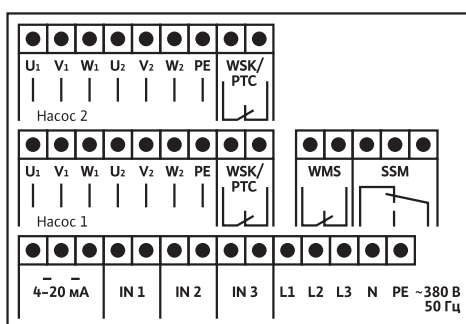 U1 V1 W1 U2 V2 W2 PE WSK/
PTC
Насос 2
U1 V1 W1 U2 V2 W2 PE WSK/
PTC
WMS SSM
Насос 1
4–20 мА IN 1 IN 2 IN 3 L1 L2 L3 N PE ~380 В
50 Гц